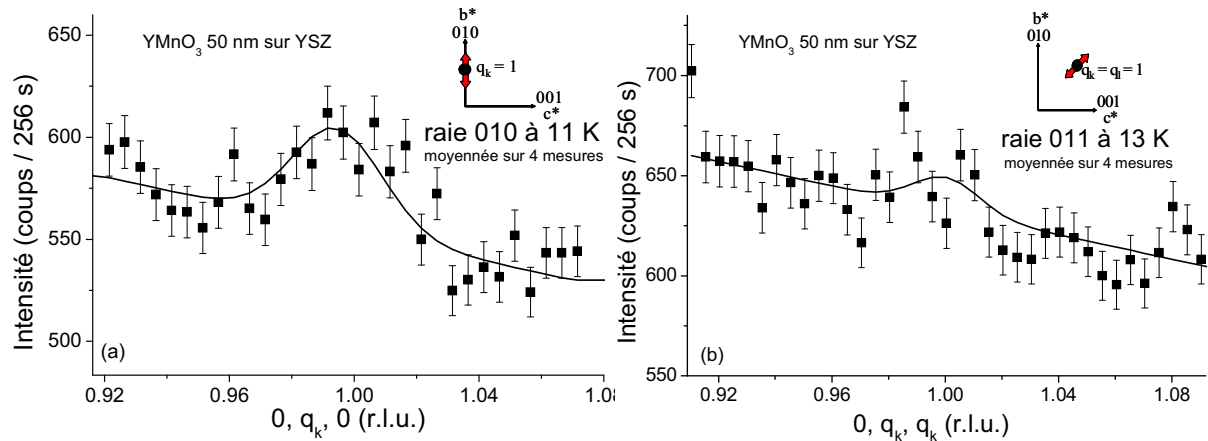 YMnO3 50 nm sur YSZ
b*
010
qk = 1
001
c*
raie 010 à 11 K
moyennée sur 4 mesures
650
600
550
500
Intensité (coups / 256 s)
(a)
0.92 0.96 1.00 1.04 1.08
0, qk, 0 (r.l.u.)
YMnO3 50 nm sur YSZ
b*
010
qk = ql = 1
001
c*
raie 011 à 13 K
moyennée sur 4 mesures
700
650
600
550
Intensité (coups / 256 s)
(b)
0.92 0.96 1.00 1.04 1.08
0, qk, qk (r.l.u.)